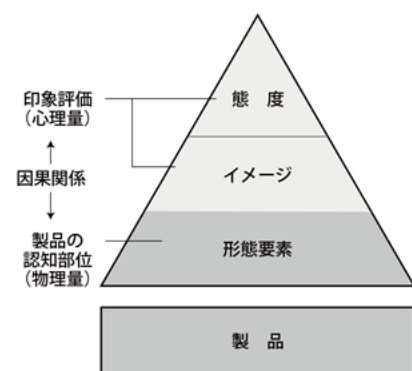 印象評価
(心理量)
因果関係
製品の
認知部位
(物理量)
態 度
イメージ
形態要素
製 品